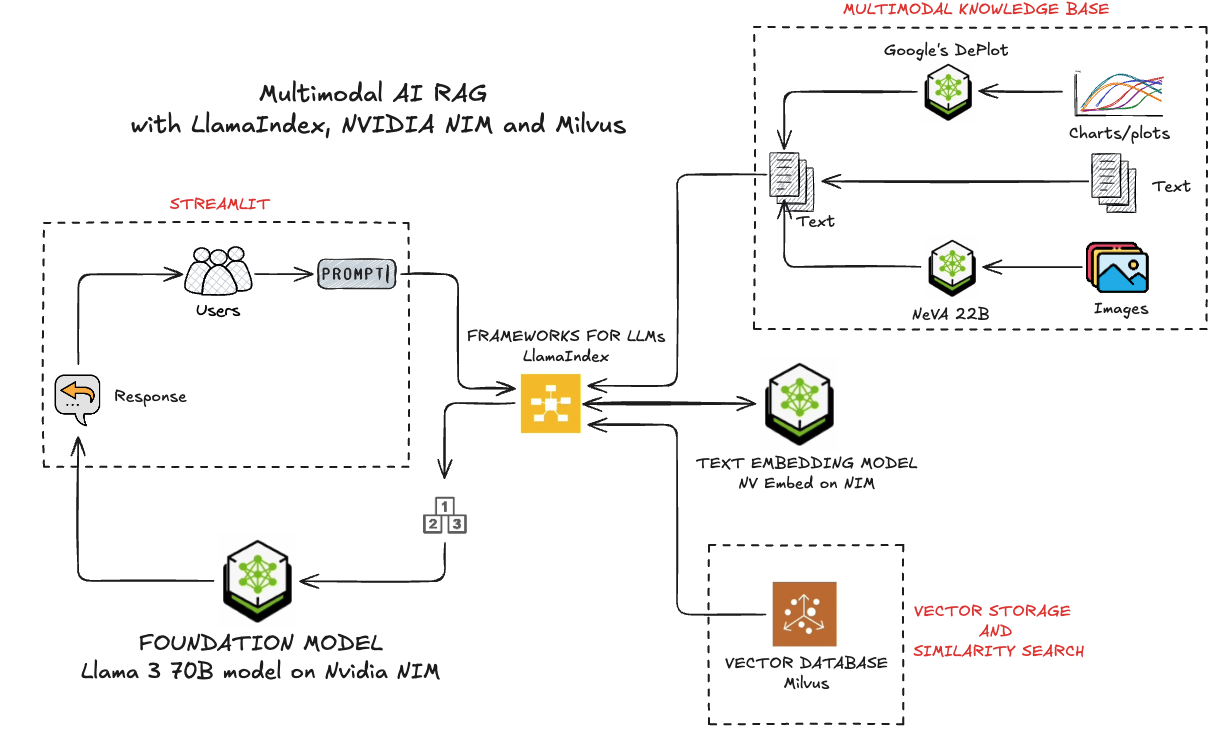 MULTIMODAL KNOWLEDGE BASE
Google's DePlot
Charts/plots
Text
Text
NeVA 22B
Images
Multimodal AI RAG
with LlamaIndex, NVIDIA NIM and Milvus
STREAMLIT
Users
PROMPT
Response
FRAMEWORKS FOR LLMs
LlamaIndex
TEXT EMBEDDING MODEL
NV Embed on NIM
1
2 3
FOUNDATION MODEL
Llama 3 70B model on Nvidia NIM
VECTOR DATABASE
Milvus
VECTOR STORAGE
AND
SIMILARITY SEARCH